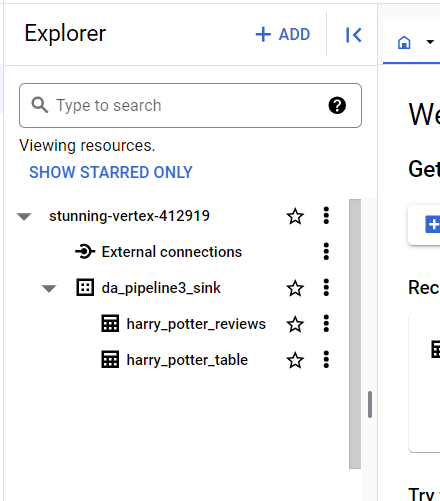 Explorer
+ ADD
Type to search
?
Viewing resources.
SHOW STARRED ONLY
stunning-vertex-412919
External connections
da_pipeline3_sink
harry_potter_reviews
harry_potter_table
We
Get
Rec
Try